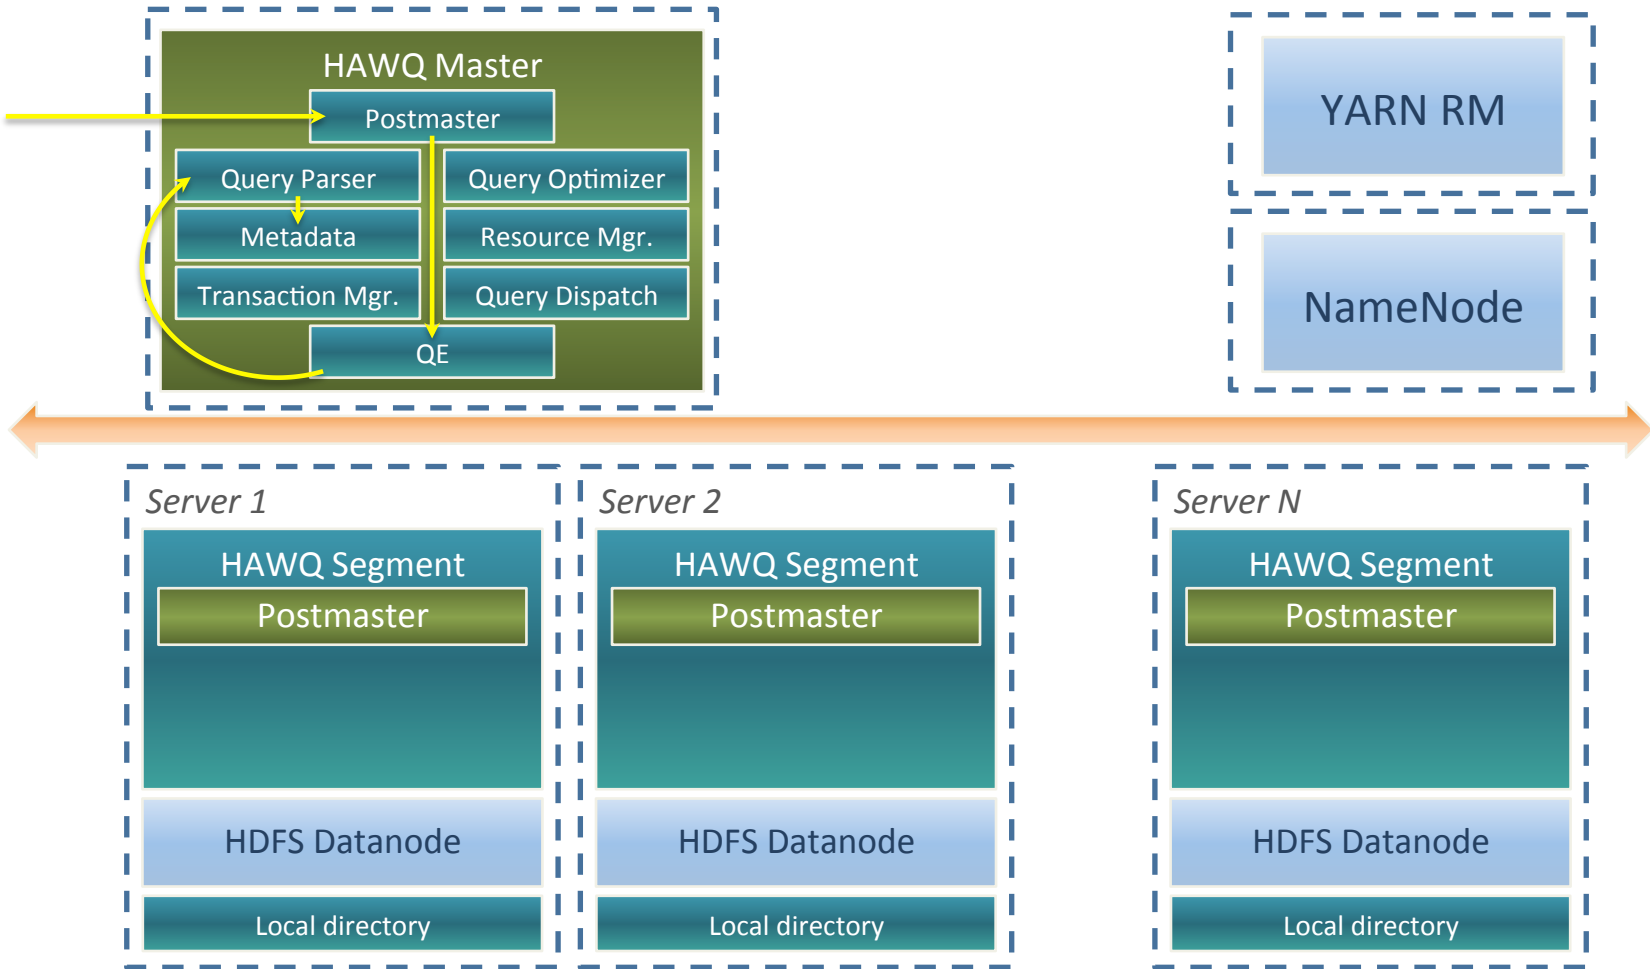 HAWQ Master
Postmaster
Query Parser
Query Optimizer
Metadata
Resource Mgr.
Transaction Mgr.
Query Dispatch
QE
YARN RM
NameNode
Server 1
HAWQ Segment
Postmaster
HDFS Datanode
Local directory
Server 2
HAWQ Segment
Postmaster
HDFS Datanode
Local directory
Server N
HAWQ Segment
Postmaster
HDFS Datanode
Local directory